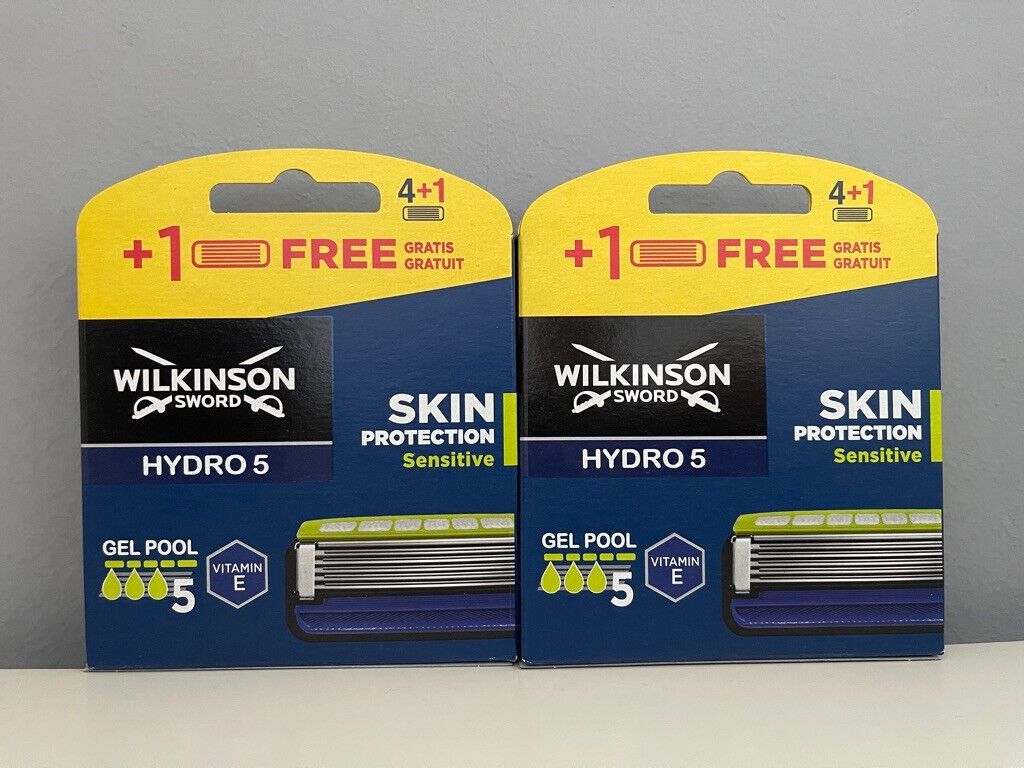 4+1
+1 FREE GRATIS
GRATUIT
WILKINSON
SWORD
HYDRO 5
SKIN
PROTECTION
Sensitive
GEL POOL
5
VITAMIN
E
4+1
+1 FREE GRATIS
GRATUIT
WILKINSON
SWORD
HYDRO 5
SKIN
PROTECTION
Sensitive
GEL POOL
5
VITAMIN
E